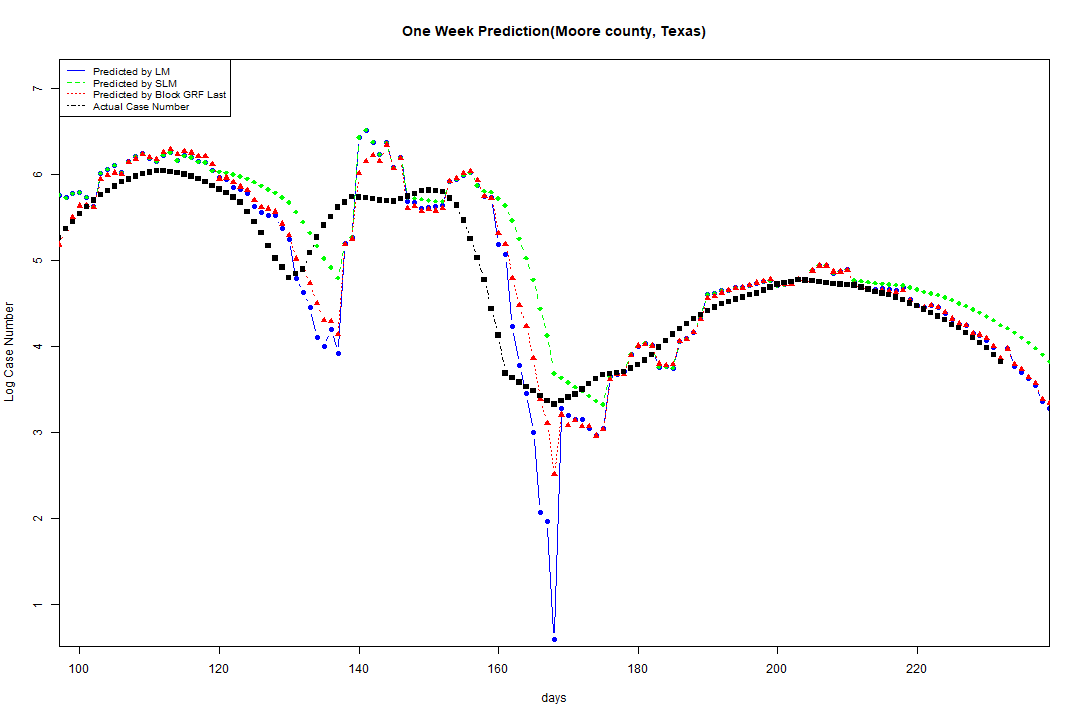 One Week Prediction(Moore county, Texas)
Predicted by LM
Predicted by SLM
Predicted by Block GRF Last
Actual Case Number
7
6
5
4
3
2
1
Log Case Number
100 120 140 160 180 200 220
days